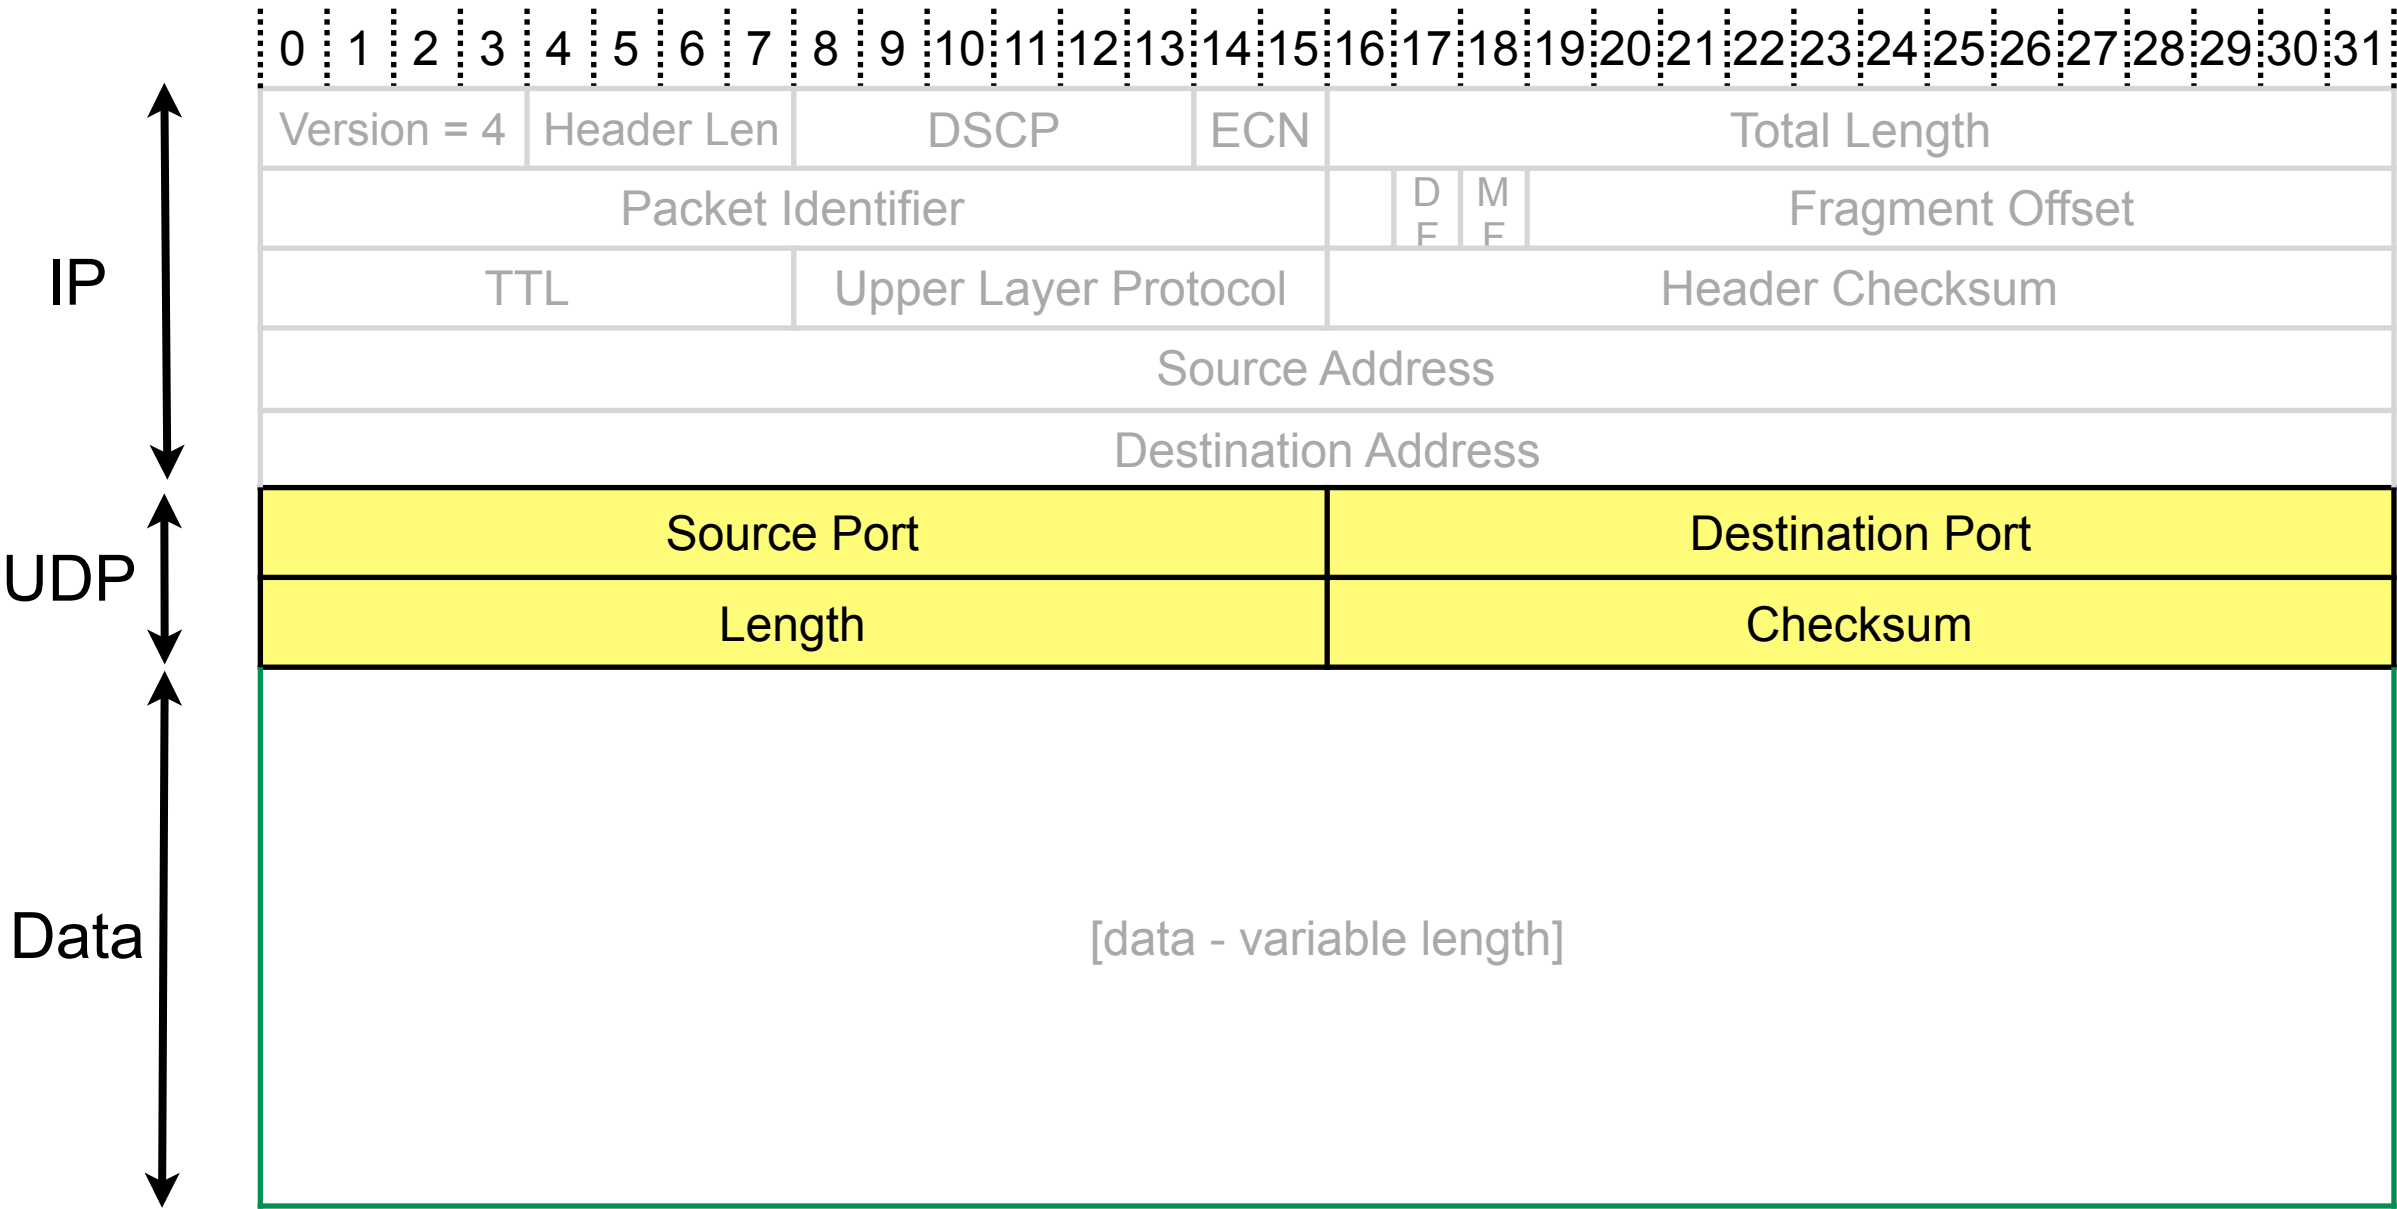 0 1 2 3 4 5 6 7 8 9 10 11 12 13 14 15 16 17 18 19 20 21 22 23 24 25 26 27 28 29 30 31
Version = 4 Header Len DSCP ECN Total Length
Packet Identifier D F M F Fragment Offset
IP
TTL Upper Layer Protocol Header Checksum
Source Address
Destination Address
UDP
Source Port Destination Port
Length Checksum
Data
[data - variable length]